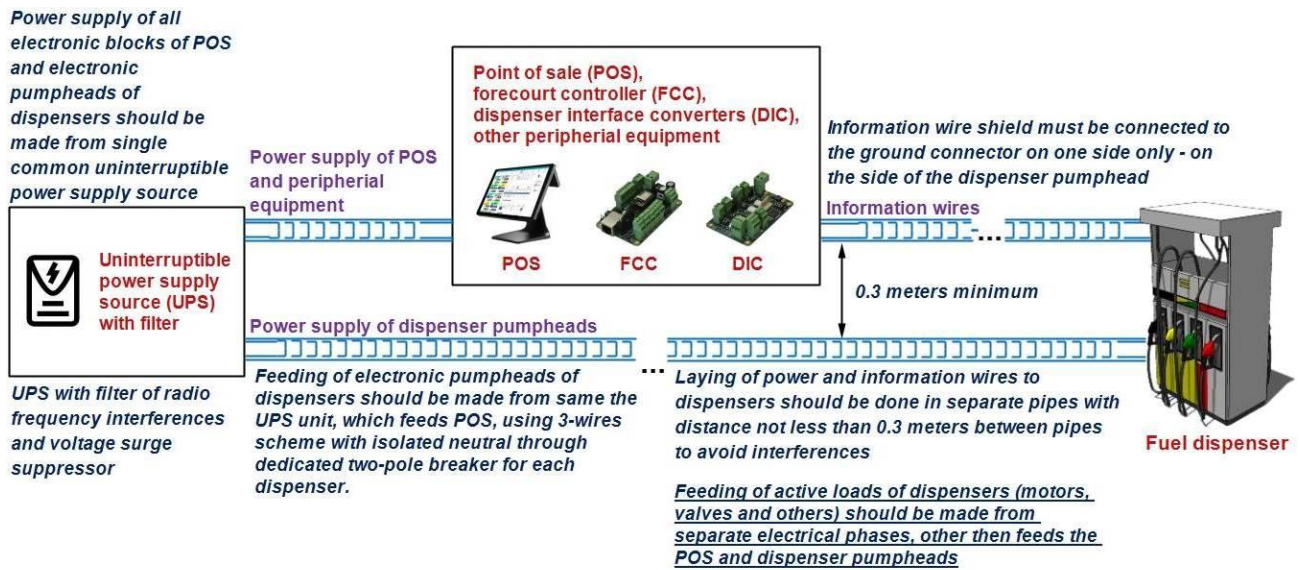 Power supply of all
electronic blocks of POS
and electronic
pumpheads of
dispensers should be
made from single
common uninterruptible
power supply source
Uninterruptible
power supply
source (UPS)
with filter
UPS with filter of radio
frequency interferences
and voltage surge
suppressor
Power supply of POS
and peripherial
equipment
Point of sale (POS),
forecourt controller (FCC),
dispenser interface converters (DIC),
other peripherial equipment
POS
FCC
DIC
Information wire shield must be connected to
the ground connector on one side only - on
the side of the dispenser pumphead
Information wires
...
0.3 meters minimum
Power supply of dispenser pumpheads
...
Feeding of electronic pumpheads of
dispensers should be made from same the
UPS unit, which feeds POS, using 3-wires
scheme with isolated neutral through
dedicated two-pole breaker for each
dispenser.
Laying of power and information wires to
dispensers should be done in separate pipes with
distance not less than 0.3 meters between pipes
to avoid interferences
Feeding of active loads of dispensers (motors,
valves and others) should be made from
separate electrical phases, other then feeds the
POS and dispenser pumpheads
Fuel dispenser